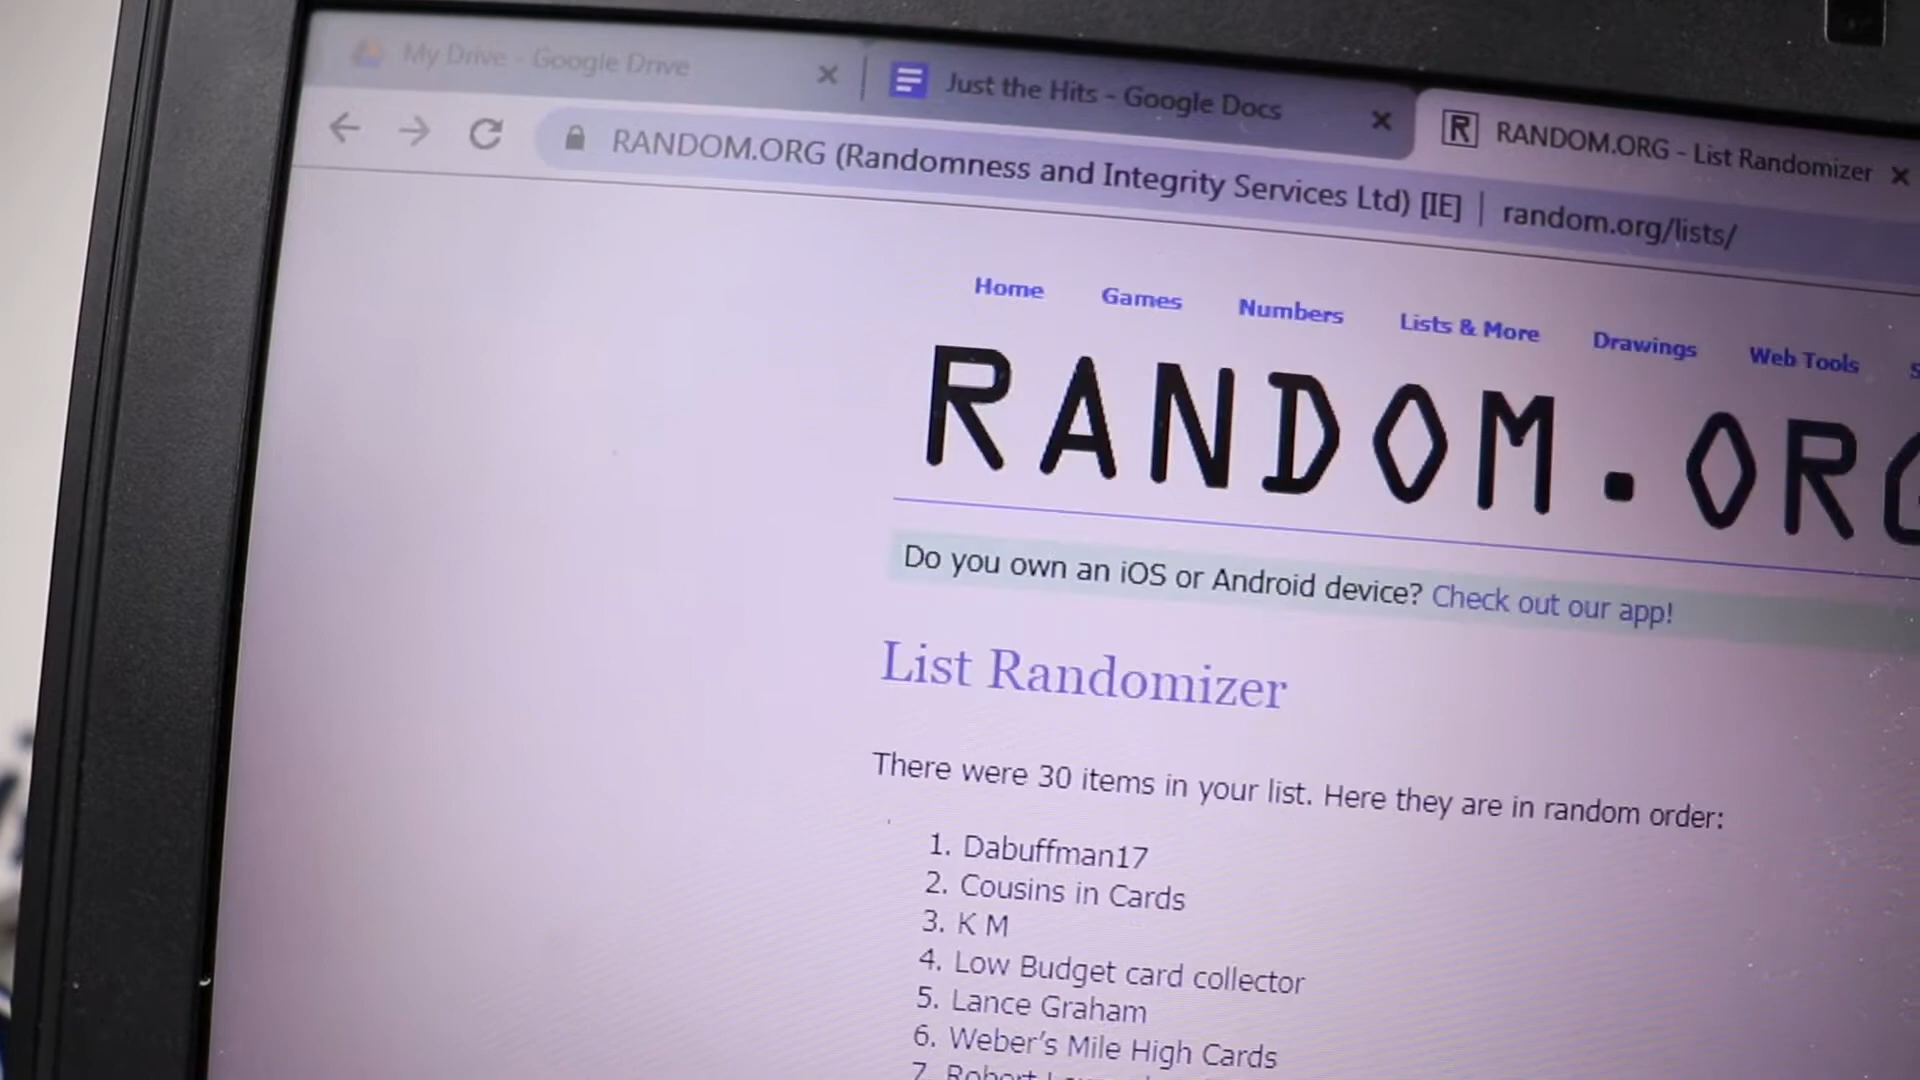 My Drive - Google Drive
Just the Hits - Google Docs
RANDOM.ORG - List Randomizer
RANDOM.ORG (Randomness and Integrity Services Ltd) [IE] | random.org/lists/
Home Games Numbers Lists & More Drawings Web Tools
RANDOM.ORG
Do you own an iOS or Android device? Check out our app!
List Randomizer
There were 30 items in your list. Here they are in random order:
1. Dabuffman17
2. Cousins in Cards
3. K M
4. Low Budget card collector
5. Lance Graham
6. Weber's Mile High Cards
7. Robert